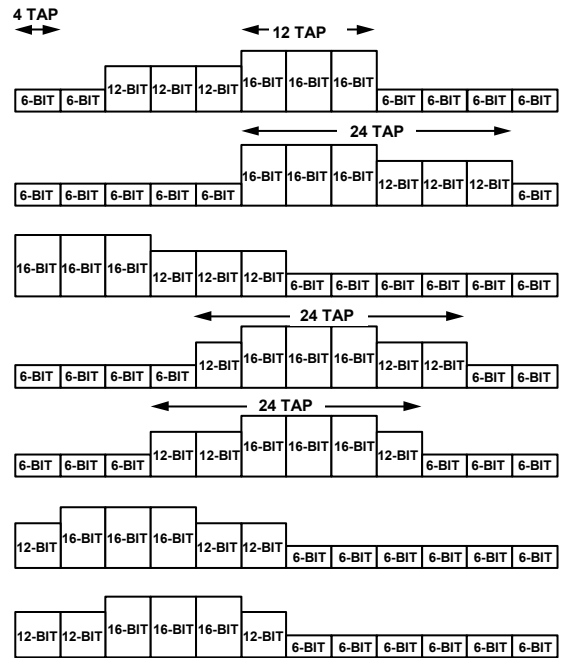 4 TAP 12 TAP
6-BIT 6-BIT 12-BIT 12-BIT 12-BIT 16-BIT 16-BIT 16-BIT 6-BIT 6-BIT 6-BIT 6-BIT
24 TAP
6-BIT 6-BIT 6-BIT 6-BIT 6-BIT 16-BIT 16-BIT 16-BIT 12-BIT 12-BIT 12-BIT 6-BIT
16-BIT 16-BIT 16-BIT 12-BIT 12-BIT 12-BIT 6-BIT 6-BIT 6-BIT 6-BIT 6-BIT 6-BIT
24 TAP
6-BIT 6-BIT 6-BIT 6-BIT 12-BIT 16-BIT 16-BIT 16-BIT 12-BIT 12-BIT 6-BIT 6-BIT
24 TAP
6-BIT 6-BIT 6-BIT 12-BIT 12-BIT 16-BIT 16-BIT 16-BIT 12-BIT 6-BIT 6-BIT 6-BIT
12-BIT 16-BIT 16-BIT 16-BIT 12-BIT 12-BIT 6-BIT 6-BIT 6-BIT 6-BIT 6-BIT 6-BIT
12-BIT 12-BIT 16-BIT 16-BIT 16-BIT 12-BIT 6-BIT 6-BIT 6-BIT 6-BIT 6-BIT 6-BIT